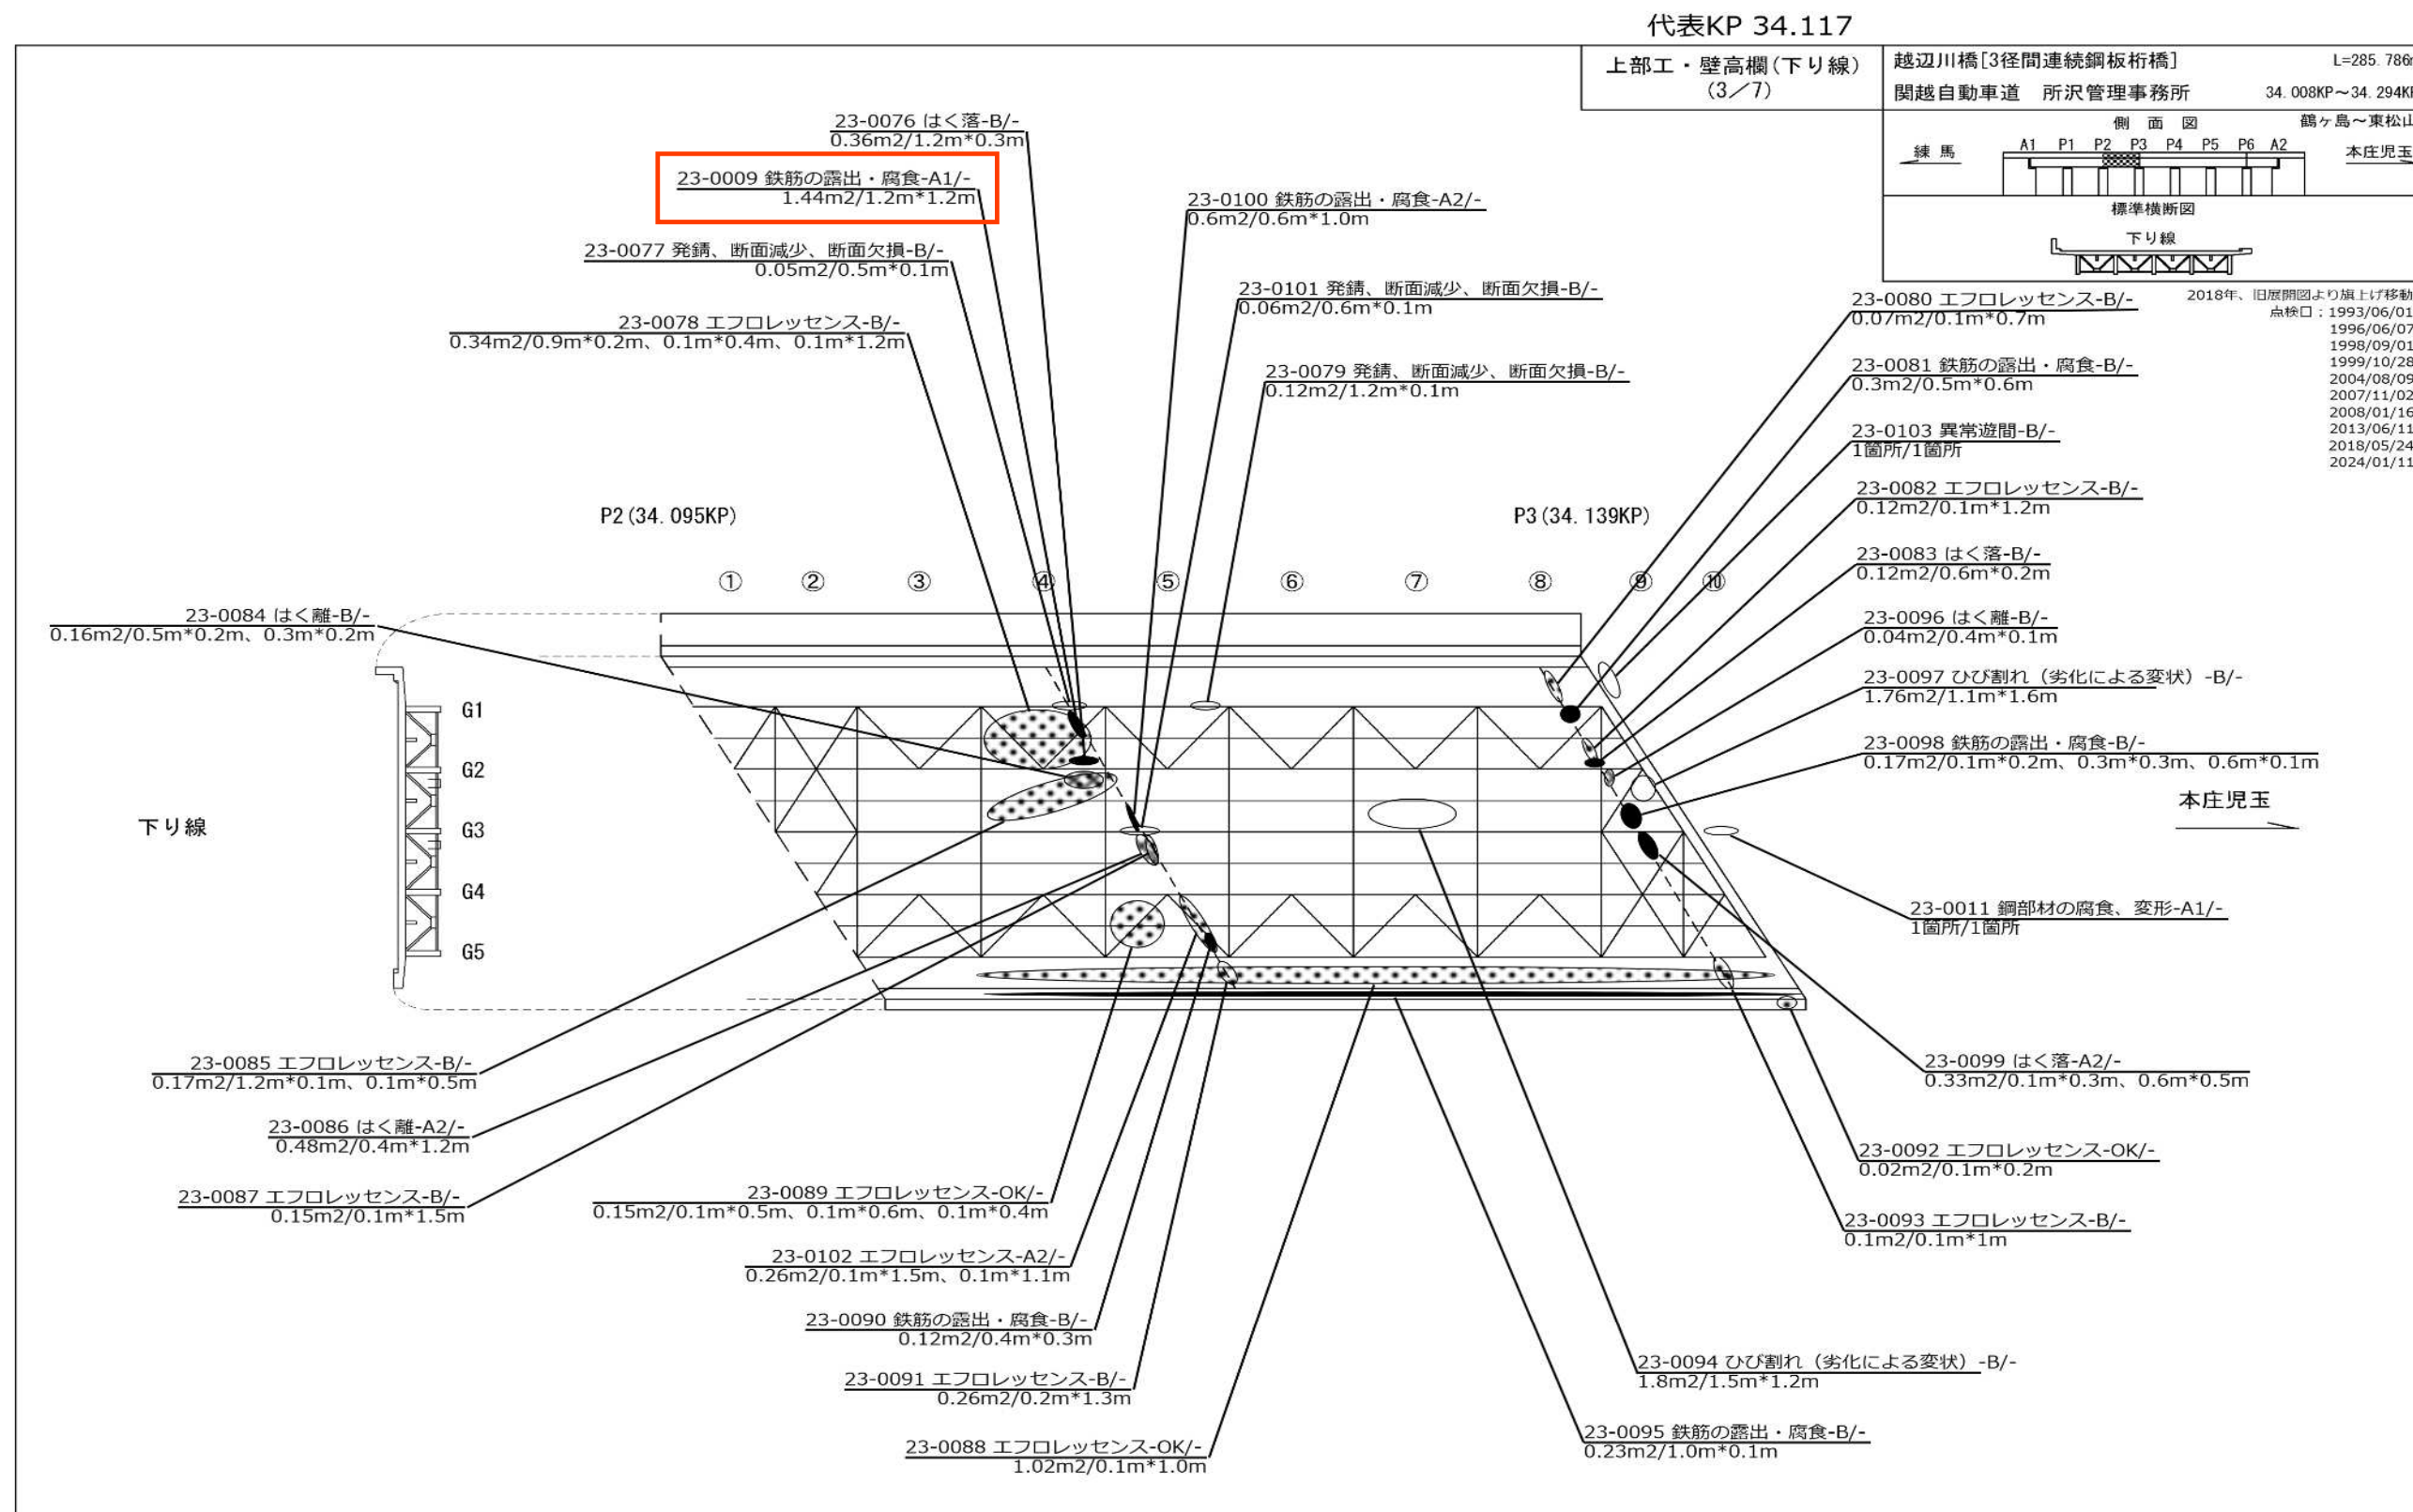 代表KP 34.117
上部工・壁高欄(下り線)
(3/7)
越辺川橋[3径間連続鋼板桁橋]
L=285.786m
関越自動車道 所沢管理事務所
34.008KP~34.294KP
側 面 図
鶴ヶ島~東松山
練 馬
A1 P1 P2 P3 P4 P5 P6 A2
本庄児玉
標準横断図
下り線
2018年、旧展開図より旗上げ移動
点検日:1993/06/01
1996/06/07
1998/09/01
1999/10/28
2004/08/09
2007/11/02
2008/01/16
2013/06/11
2018/05/24
2024/01/11
23-0076 はく落-B/-
0.36m2/1.2m*0.3m
23-0009 鉄筋の露出・腐食-A1/-
1.44m2/1.2m*1.2m
23-0077 発錆、断面減少、断面欠損-B/-
0.05m2/0.5m*0.1m
23-0078 エフロレッセンス-B/-
0.34m2/0.9m*0.2m、0.1m*0.4m、0.1m*1.2m
23-0100 鉄筋の露出・腐食-A2/-
0.6m2/0.6m*1.0m
23-0101 発錆、断面減少、断面欠損-B/-
0.06m2/0.6m*0.1m
23-0079 発錆、断面減少、断面欠損-B/-
0.12m2/1.2m*0.1m
23-0080 エフロレッセンス-B/-
0.07m2/0.1m*0.7m
23-0081 鉄筋の露出・腐食-B/-
0.3m2/0.5m*0.6m
23-0103 異常遊間-B/-
1箇所/1箇所
23-0082 エフロレッセンス-B/-
0.12m2/0.1m*1.2m
23-0083 はく落-B/-
0.12m2/0.6m*0.2m
23-0096 はく離-B/-
0.04m2/0.4m*0.1m
23-0097 ひび割れ(劣化による変状)-B/-
1.76m2/1.1m*1.6m
23-0098 鉄筋の露出・腐食-B/-
0.17m2/0.1m*0.2m、0.3m*0.3m、0.6m*0.1m
P2(34.095KP)
P3(34.139KP)
① ② ③ ④ ⑤ ⑥ ⑦ ⑧ ⑨ ⑩
23-0084 はく離-B/-
0.16m2/0.5m*0.2m、0.3m*0.2m
G1
G2
G3
G4
G5
下り線
本庄児玉
23-0011 鋼部材の腐食、変形-A1/-
1箇所/1箇所
23-0085 エフロレッセンス-B/-
0.17m2/1.2m*0.1m、0.1m*0.5m
23-0086 はく離-A2/-
0.48m2/0.4m*1.2m
23-0087 エフロレッセンス-B/-
0.15m2/0.1m*1.5m
23-0089 エフロレッセンス-OK/-
0.15m2/0.1m*0.5m、0.1m*0.6m、0.1m*0.4m
23-0102 エフロレッセンス-A2/-
0.26m2/0.1m*1.5m、0.1m*1.1m
23-0090 鉄筋の露出・腐食-B/-
0.12m2/0.4m*0.3m
23-0091 エフロレッセンス-B/-
0.26m2/0.2m*1.3m
23-0088 エフロレッセンス-OK/-
1.02m2/0.1m*1.0m
23-0099 はく落-A2/-
0.33m2/0.1m*0.3m、0.6m*0.5m
23-0092 エフロレッセンス-OK/-
0.02m2/0.1m*0.2m
23-0093 エフロレッセンス-B/-
0.1m2/0.1m*1m
23-0094 ひび割れ(劣化による変状)-B/-
1.8m2/1.5m*1.2m
23-0095 鉄筋の露出・腐食-B/-
0.23m2/1.0m*0.1m